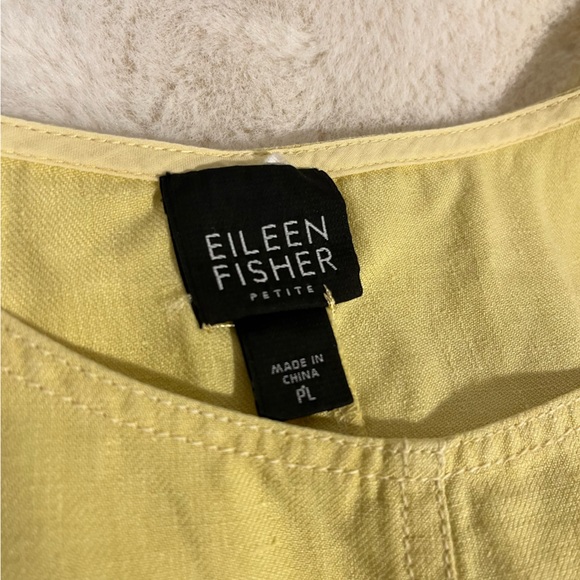 EILEEN
FISHER
PETITE
MADE IN
CHINA
PL